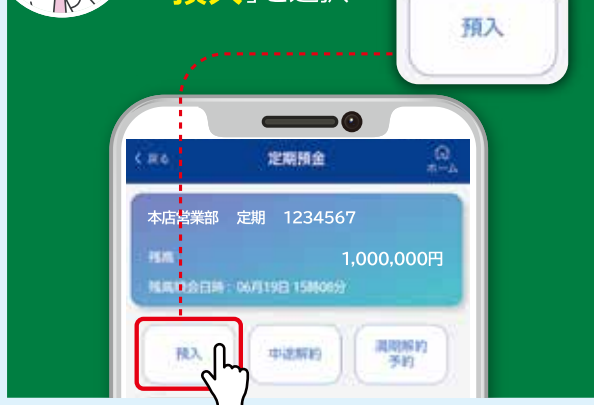 預入」を選択
預入
く戻る 定期預金 ホーム
本店営業部 定期 1234567
残高 1,000,000円
残高照会日時：06月19日 15時08分
預入 中途解約 満期解約
予約